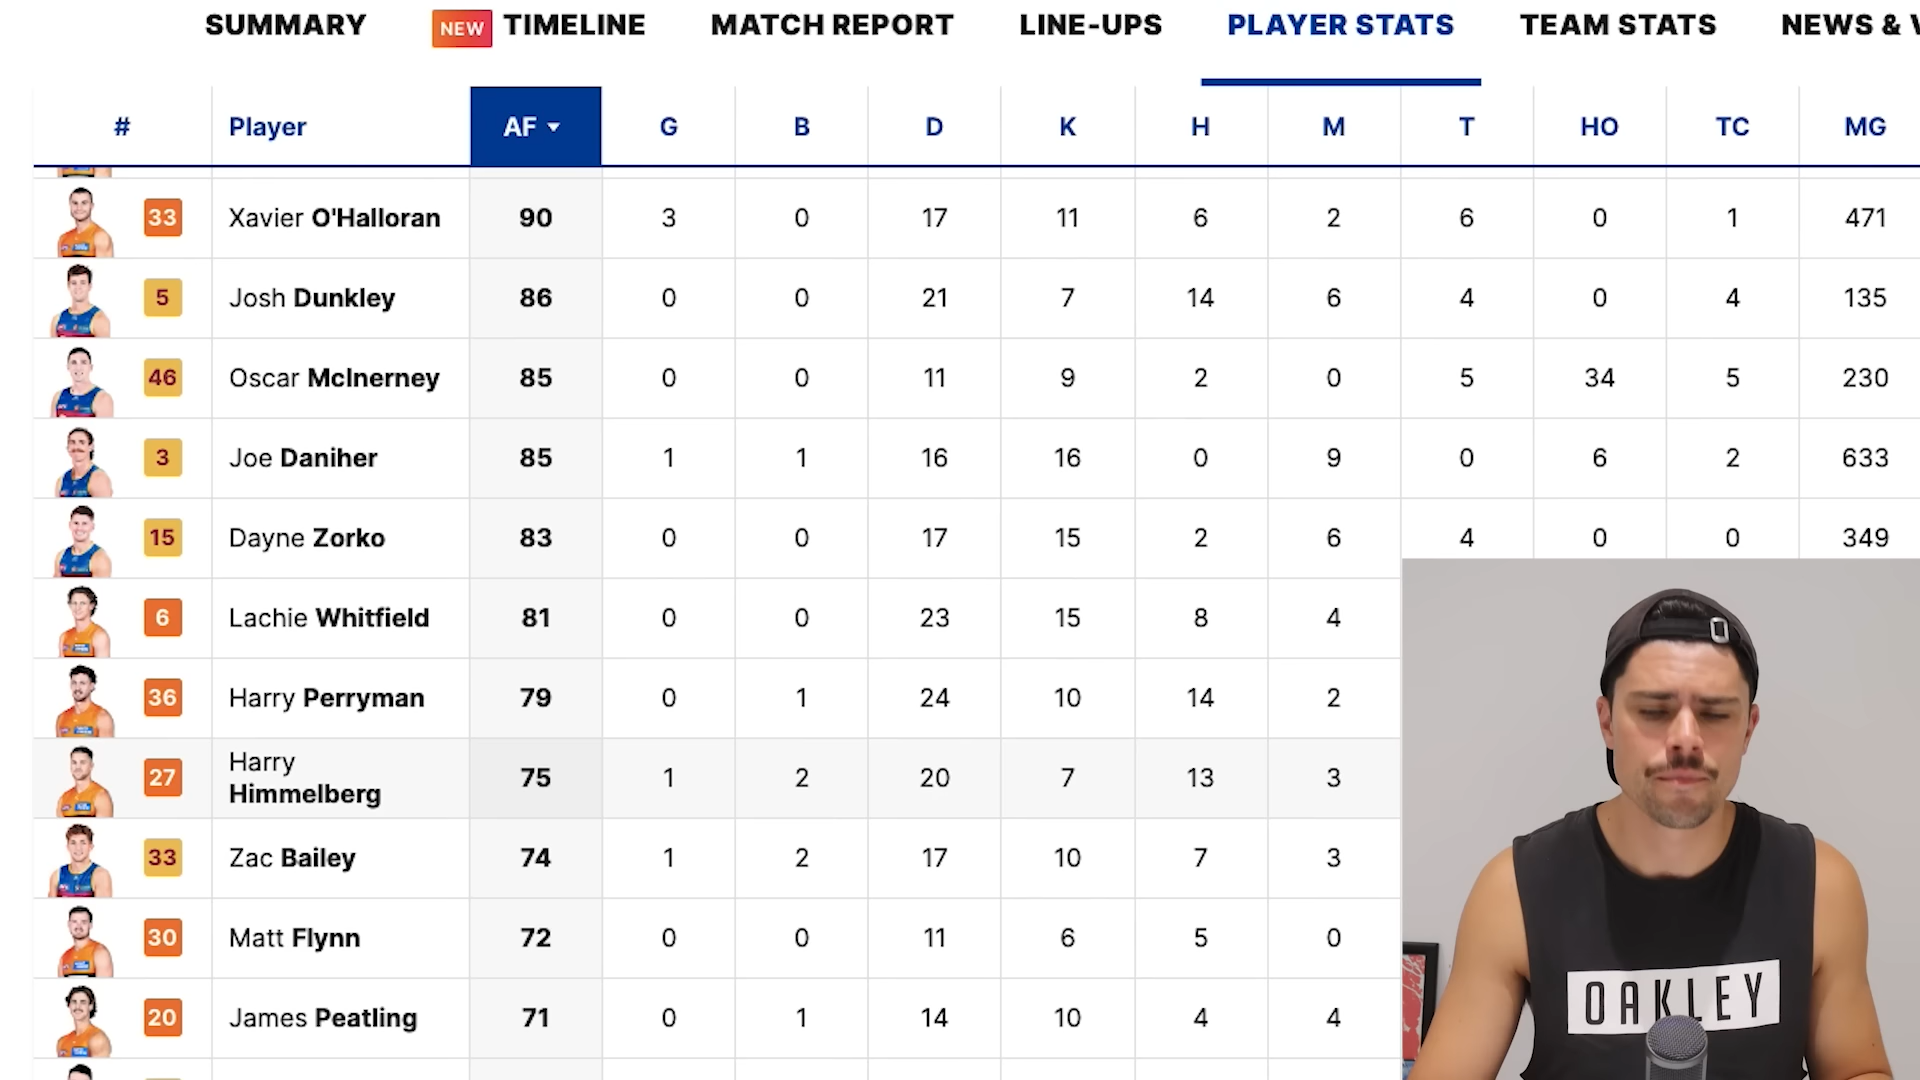 SUMMARY NEW TIMELINE MATCH REPORT LINE-UPS PLAYER STATS TEAM STATS NEWS &
# Player AF G B D K H M T HO TC MG
33 Xavier O'Halloran 90 3 0 17 11 6 2 6 0 1 471
5 Josh Dunkley 86 0 0 21 7 14 6 4 0 4 135
46 Oscar McInerney 85 0 0 11 9 2 0 5 34 5 230
3 Joe Daniher 85 1 1 16 16 0 9 0 6 2 633
15 Dayne Zorko 83 0 0 17 15 2 6 4 0 0 349
6 Lachie Whitfield 81 0 0 23 15 8 4
36 Harry Perryman 79 0 1 24 10 14 2
27 Harry Himmelberg 75 1 2 20 7 13 3
33 Zac Bailey 74 1 2 17 10 7 3
30 Matt Flynn 72 0 0 11 6 5 0
20 James Peatling 71 0 1 14 10 4 4
OAKLEY